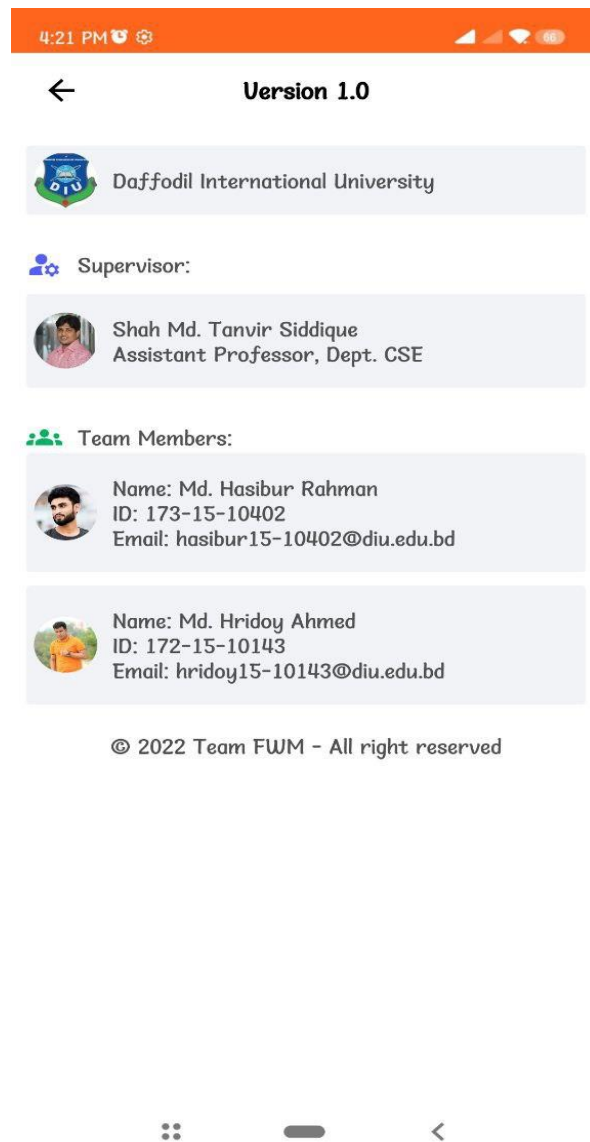 4:21 PM
66
Version 1.0
DIU
Daffodil International University
Supervisor:
Shah Md. Tanvir Siddique
Assistant Professor, Dept. CSE
Team Members:
Name: Md. Hasibur Rahman
ID: 173-15-10402
Email: hasibur15-10402@diu.edu.bd
Name: Md. Hridoy Ahmed
ID: 172-15-10143
Email: hridoy15-10143@diu.edu.bd
© 2022 Team FWM - All right reserved